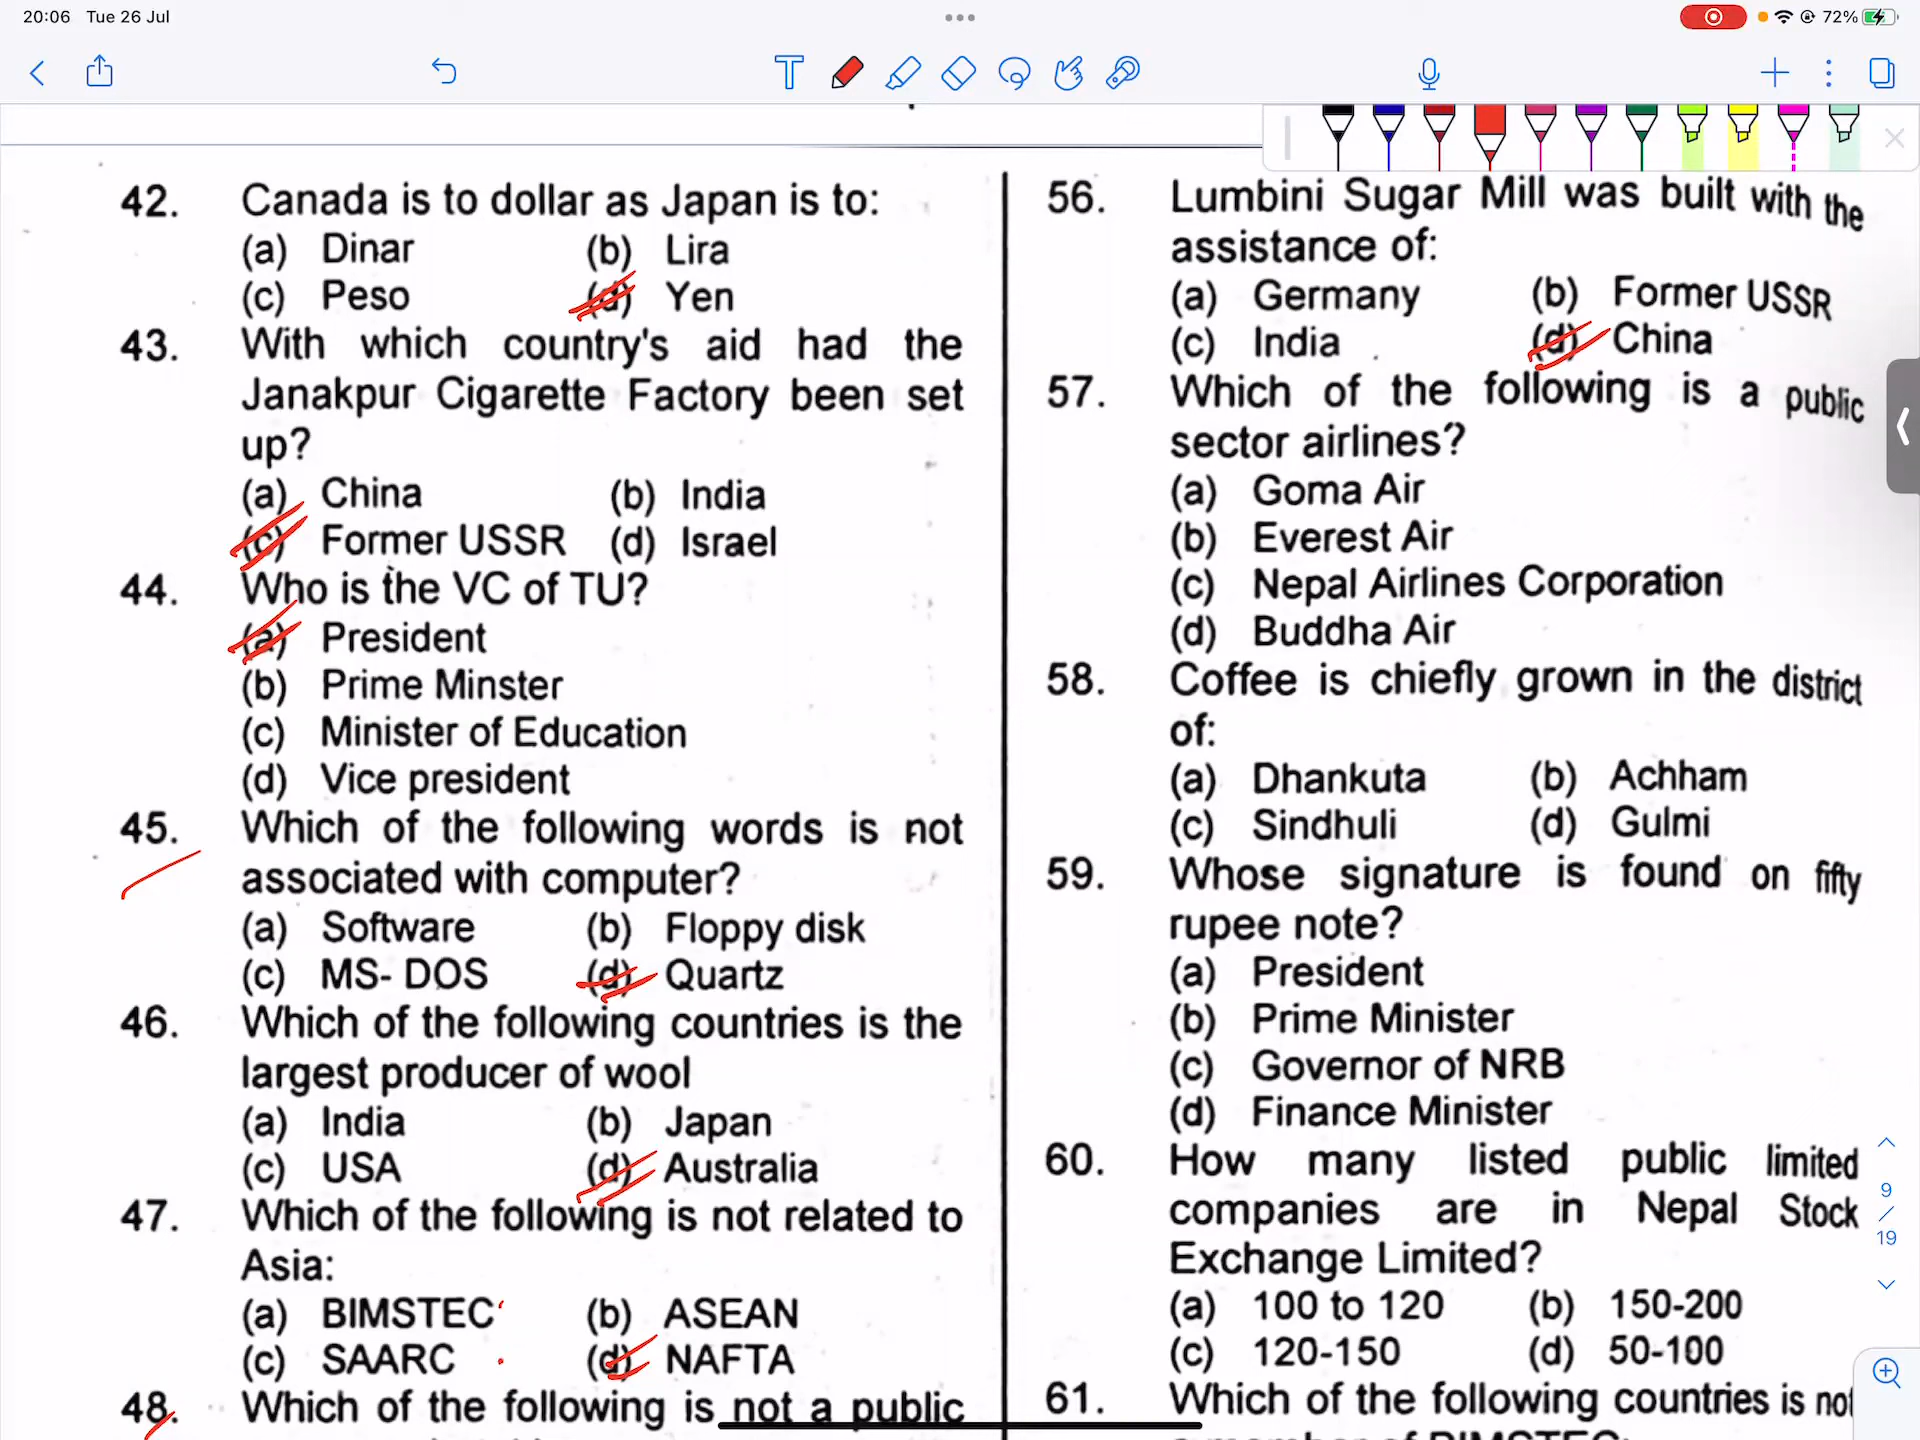 20:06 Tue 26 Jul
72%
42. Canada is to dollar as Japan is to:
(a) Dinar (b) Lira
(c) Peso (d) Yen
43. With which country's aid had the
Janakpur Cigarette Factory been set
up?
(a) China (b) India
(c) Former USSR (d) Israel
44. Who is the VC of TU?
(a) President
(b) Prime Minster
(c) Minister of Education
(d) Vice president
45. Which of the following words is not
associated with computer?
(a) Software (b) Floppy disk
(c) MS- DOS (d) Quartz
46. Which of the following countries is the
largest producer of wool
(a) India (b) Japan
(c) USA (d) Australia
47. Which of the following is not related to
Asia:
(a) BIMSTEC (b) ASEAN
(c) SAARC (d) NAFTA
48. Which of the following is not a public
56. Lumbini Sugar Mill was built with the
assistance of:
(a) Germany (b) Former USSR
(c) India (d) China
57. Which of the following is a public
sector airlines?
(a) Goma Air
(b) Everest Air
(c) Nepal Airlines Corporation
(d) Buddha Air
58. Coffee is chiefly grown in the district
of:
(a) Dhankuta (b) Achham
(c) Sindhuli (d) Gulmi
59. Whose signature is found on fifty
rupee note?
(a) President
(b) Prime Minister
(c) Governor of NRB
(d) Finance Minister
60. How many listed public limited
companies are in Nepal Stock
Exchange Limited?
(a) 100 to 120 (b) 150-200
(c) 120-150 (d) 50-100
61. Which of the following countries is not
9
/
19